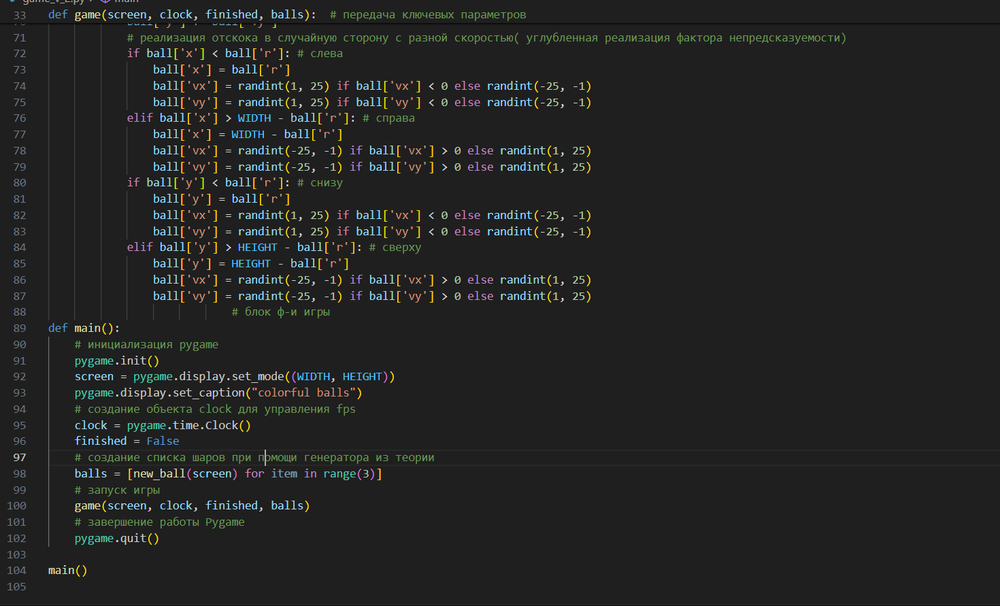 game_v_2.py > main
33 def game(screen, clock, finished, balls):  # передача ключевых параметров
71 # реализация отскока в случайную сторону с разной скоростью( углубленная реализация фактора непредсказуемости)
72 if ball['x'] < ball['r']: # слева
73 ball['x'] = ball['r']
74 ball['vx'] = randint(1, 25) if ball['vx'] < 0 else randint(-25, -1)
75 ball['vy'] = randint(1, 25) if ball['vy'] < 0 else randint(-25, -1)
76 elif ball['x'] > WIDTH - ball['r']: # справа
77 ball['x'] = WIDTH - ball['r']
78 ball['vx'] = randint(-25, -1) if ball['vx'] > 0 else randint(1, 25)
79 ball['vy'] = randint(-25, -1) if ball['vy'] > 0 else randint(1, 25)
80 if ball['y'] < ball['r']: # снизу
81 ball['y'] = ball['r']
82 ball['vx'] = randint(1, 25) if ball['vx'] < 0 else randint(-25, -1)
83 ball['vy'] = randint(1, 25) if ball['vy'] < 0 else randint(-25, -1)
84 elif ball['y'] > HEIGHT - ball['r']: # сверху
85 ball['y'] = HEIGHT - ball['r']
86 ball['vx'] = randint(-25, -1) if ball['vx'] > 0 else randint(1, 25)
87 ball['vy'] = randint(-25, -1) if ball['vy'] > 0 else randint(1, 25)
88 # блок ф-и игры
89 def main():
90 # инициализация pygame
91 pygame.init()
92 screen = pygame.display.set_mode((WIDTH, HEIGHT))
93 pygame.display.set_caption("colorful balls")
94 # создание объекта clock для управления fps
95 clock = pygame.time.Clock()
96 finished = False
97 # создание списка шаров при помощи генератора из теории
98 balls = [new_ball(screen) for item in range(3)]
99 # запуск игры
100 game(screen, clock, finished, balls)
101 # завершение работы Pygame
102 pygame.quit()
103
104 main()
105